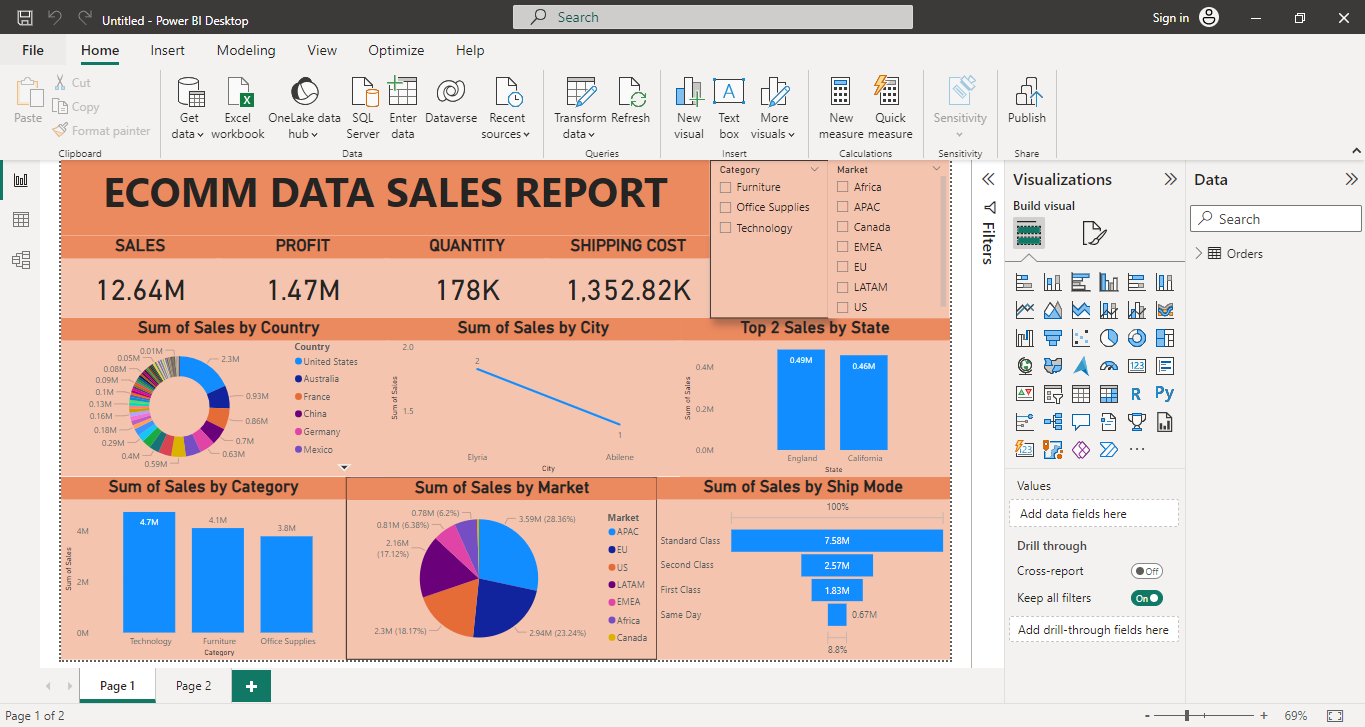 Untitled - Power BI Desktop
Search
Sign in
File Home Insert Modeling View Optimize Help
Paste
Cut
Copy
Format painter
Get data
Excel workbook
OneLake data hub
SQL Server
Enter data
Dataverse
Recent sources
Transform data
Refresh
New visual
Text box
More visuals
New measure
Quick measure
Sensitivity
Publish
Clipboard
Data
Queries
Insert
Calculations
Sensitivity
Share
ECOMM DATA SALES REPORT
SALES PROFIT QUANTITY SHIPPING COST
12.64M 1.47M 178K 1,352.82K
Category
Furniture
Office Supplies
Technology
Market
Africa
APAC
Canada
EMEA
EU
LATAM
US
Sum of Sales by Country
0.01M
0.05M
0.08M
0.09M
0.1M
0.13M
0.16M
0.18M
0.29M
0.4M
0.59M
2.3M
0.93M
0.86M
0.7M
0.63M
Country
United States
Australia
France
China
Germany
Mexico
Sum of Sales by City
2.0
1.5
Sum of Sales
2
1
Elyria
Abilene
City
Top 2 Sales by State
0.4M
0.2M
0.0M
Sum of Sales
0.49M
0.46M
England
California
State
Sum of Sales by Category
4M
2M
0M
Sum of Sales
4.7M
4.1M
3.8M
Technology
Furniture
Office Supplies
Category
Sum of Sales by Market
0.78M (6.2%)
0.81M (6.38%)
2.16M
(17.12%)
2.3M (18.17%)
3.59M (28.36%)
2.94M (23.24%)
Market
APAC
EU
US
LATAM
EMEA
Africa
Canada
Sum of Sales by Ship Mode
100%
Standard Class 7.58M
Second Class 2.57M
First Class 1.83M
Same Day 0.67M
8.8%
Filters
Visualizations
Build visual
123
R
Py
123
Values
Add data fields here
Drill through
Cross-report Off
Keep all filters On
Add drill-through fields here
Data
Search
Orders
Page 1
Page 2
+
Page 1 of 2
- + 69%